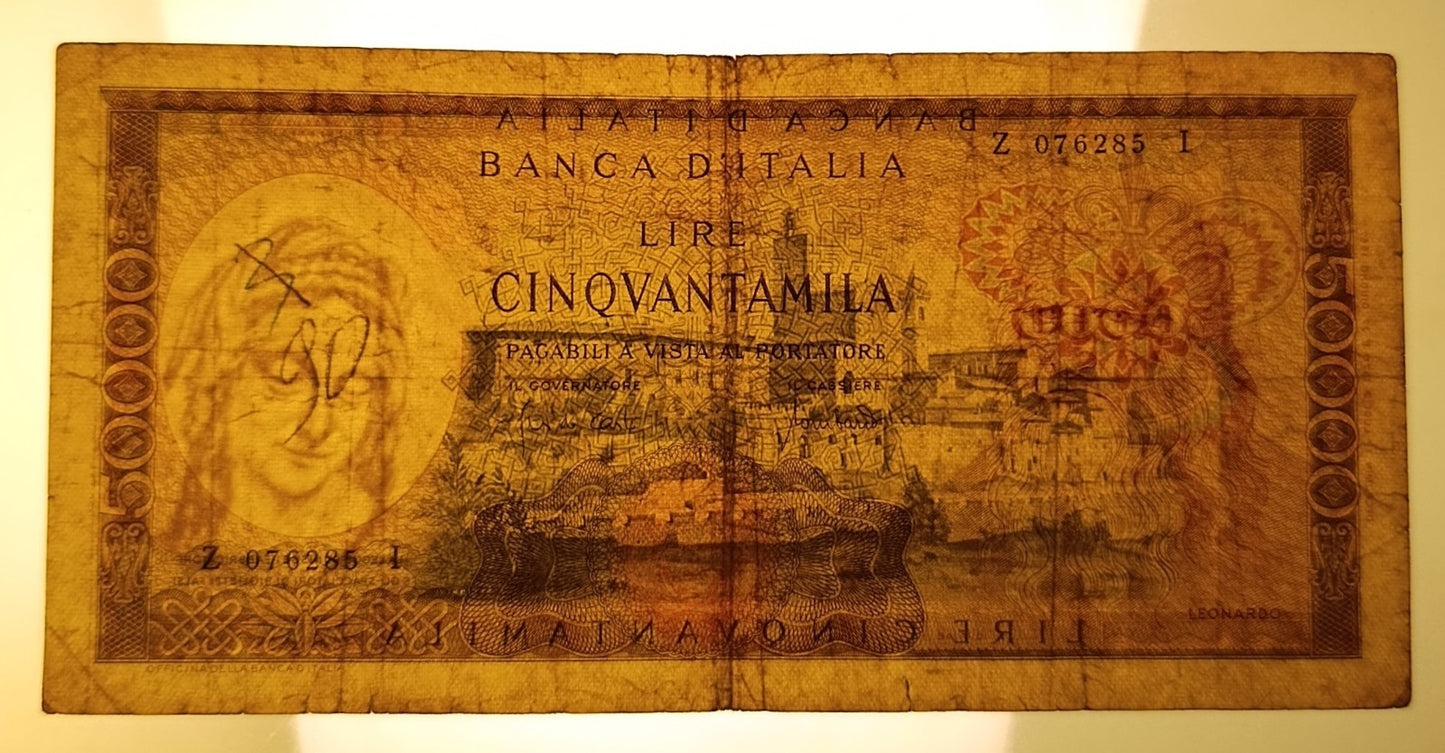 BANCA D'ITALIA
Z 076285 I
BANCA D'ITALIA
LIRE
CINQVANTAMILA
PAGABILI A VISTA AL PORTATORE
IL GOVERNATORE
IL CASSIERE
50000
50000
90
Z 076285 I
LEONARDO
LIRE CINQVANTAMILA
OFFICINA DELLA BANCA D'ITALIA